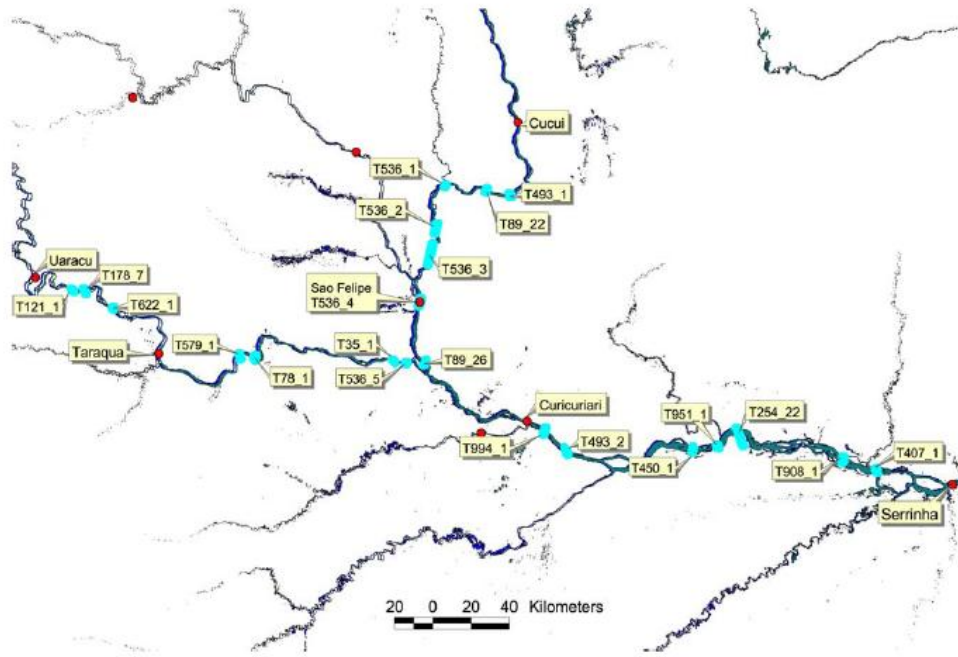 Cucui
T536_1
T493_1
T536_2
T89_22
Uaracu
T178_7
T536_3
T121_1
T622_1
Sao Felipe
T536_4
Taraqua
T579_1
T35_1
T78_1
T536_5
T89_26
Curicuriari
T951_1
T254_22
T994_1
T493_2
T450_1
T908_1
T407_1
Serrinha
20 0 20 40 Kilometers